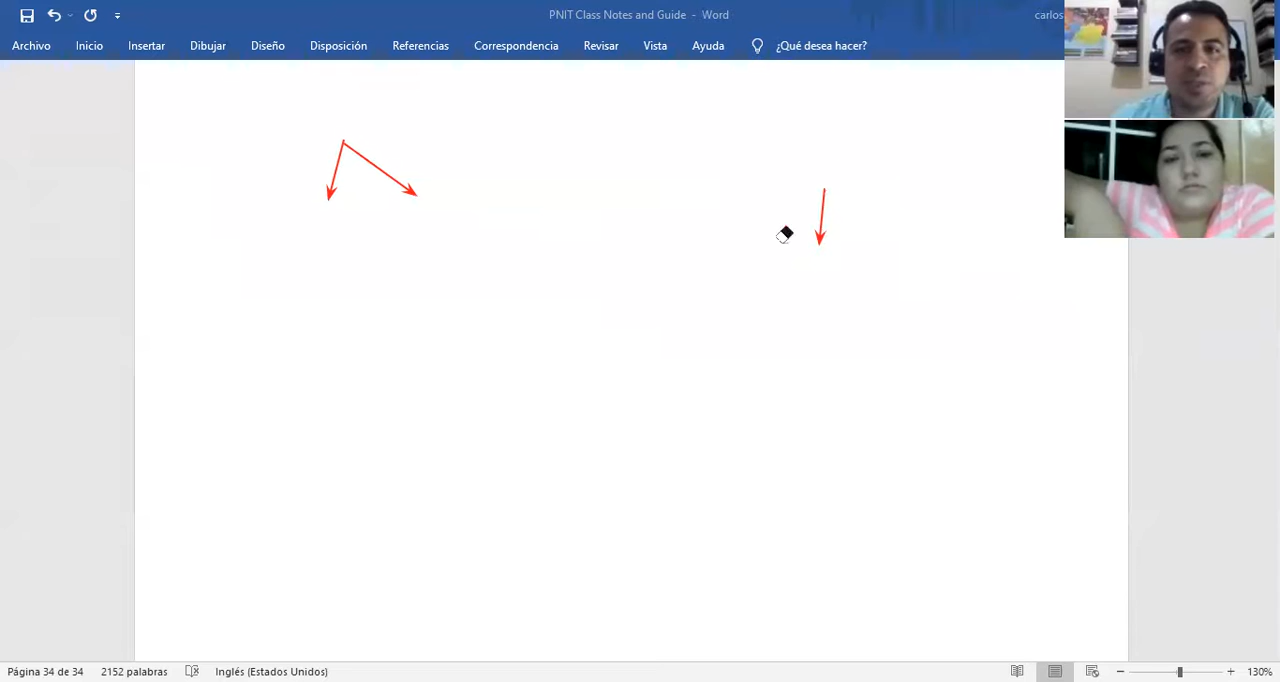 PNIT Class Notes and Guide - Word
carlos
Archivo Inicio Insertar Dibujar Diseño Disposición Referencias Correspondencia Revisar Vista Ayuda ¿Qué desea hacer?
Página 34 de 34 2152 palabras Inglés (Estados Unidos) 130%